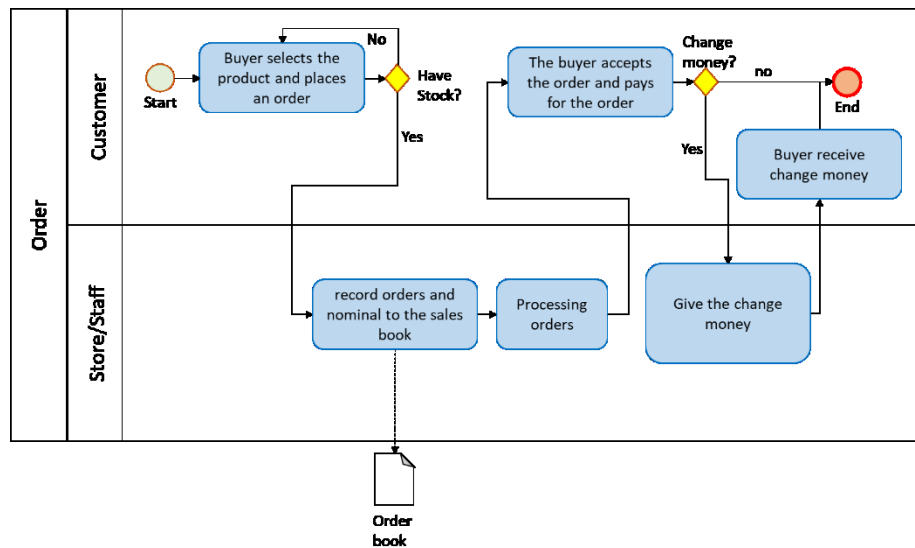 Order
Customer
Start
Buyer selects the
product and places
an order
No
Have
Stock?
Yes
The buyer accepts
the order and pays
for the order
Change
money?
no
End
Yes
Buyer receive
change money
Store/Staff
record orders and
nominal to the sales
book
Processing
orders
Give the change
money
Order
book